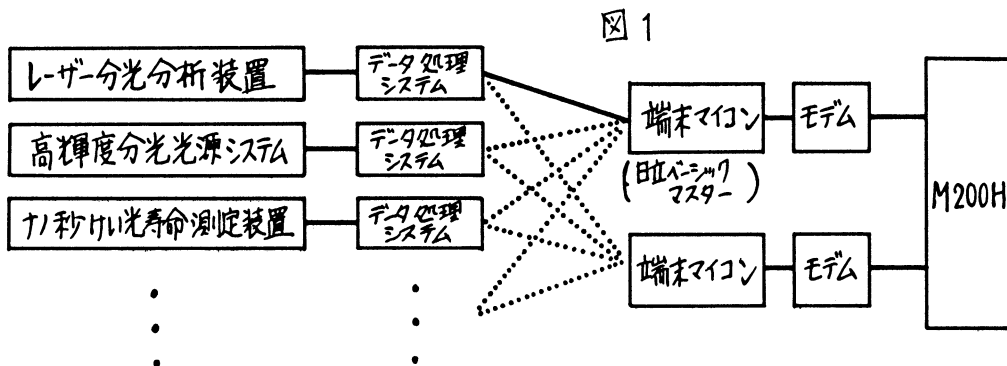 図1
レーザー分光分析装置
データ処理
システム
端末マイコン
モデム
高輝度分光光源システム
データ処理
システム
(日立ベーシック
マスター)
M200H
ナノ秒けい光寿命測定装置
データ処理
システム
端末マイコン
モデム